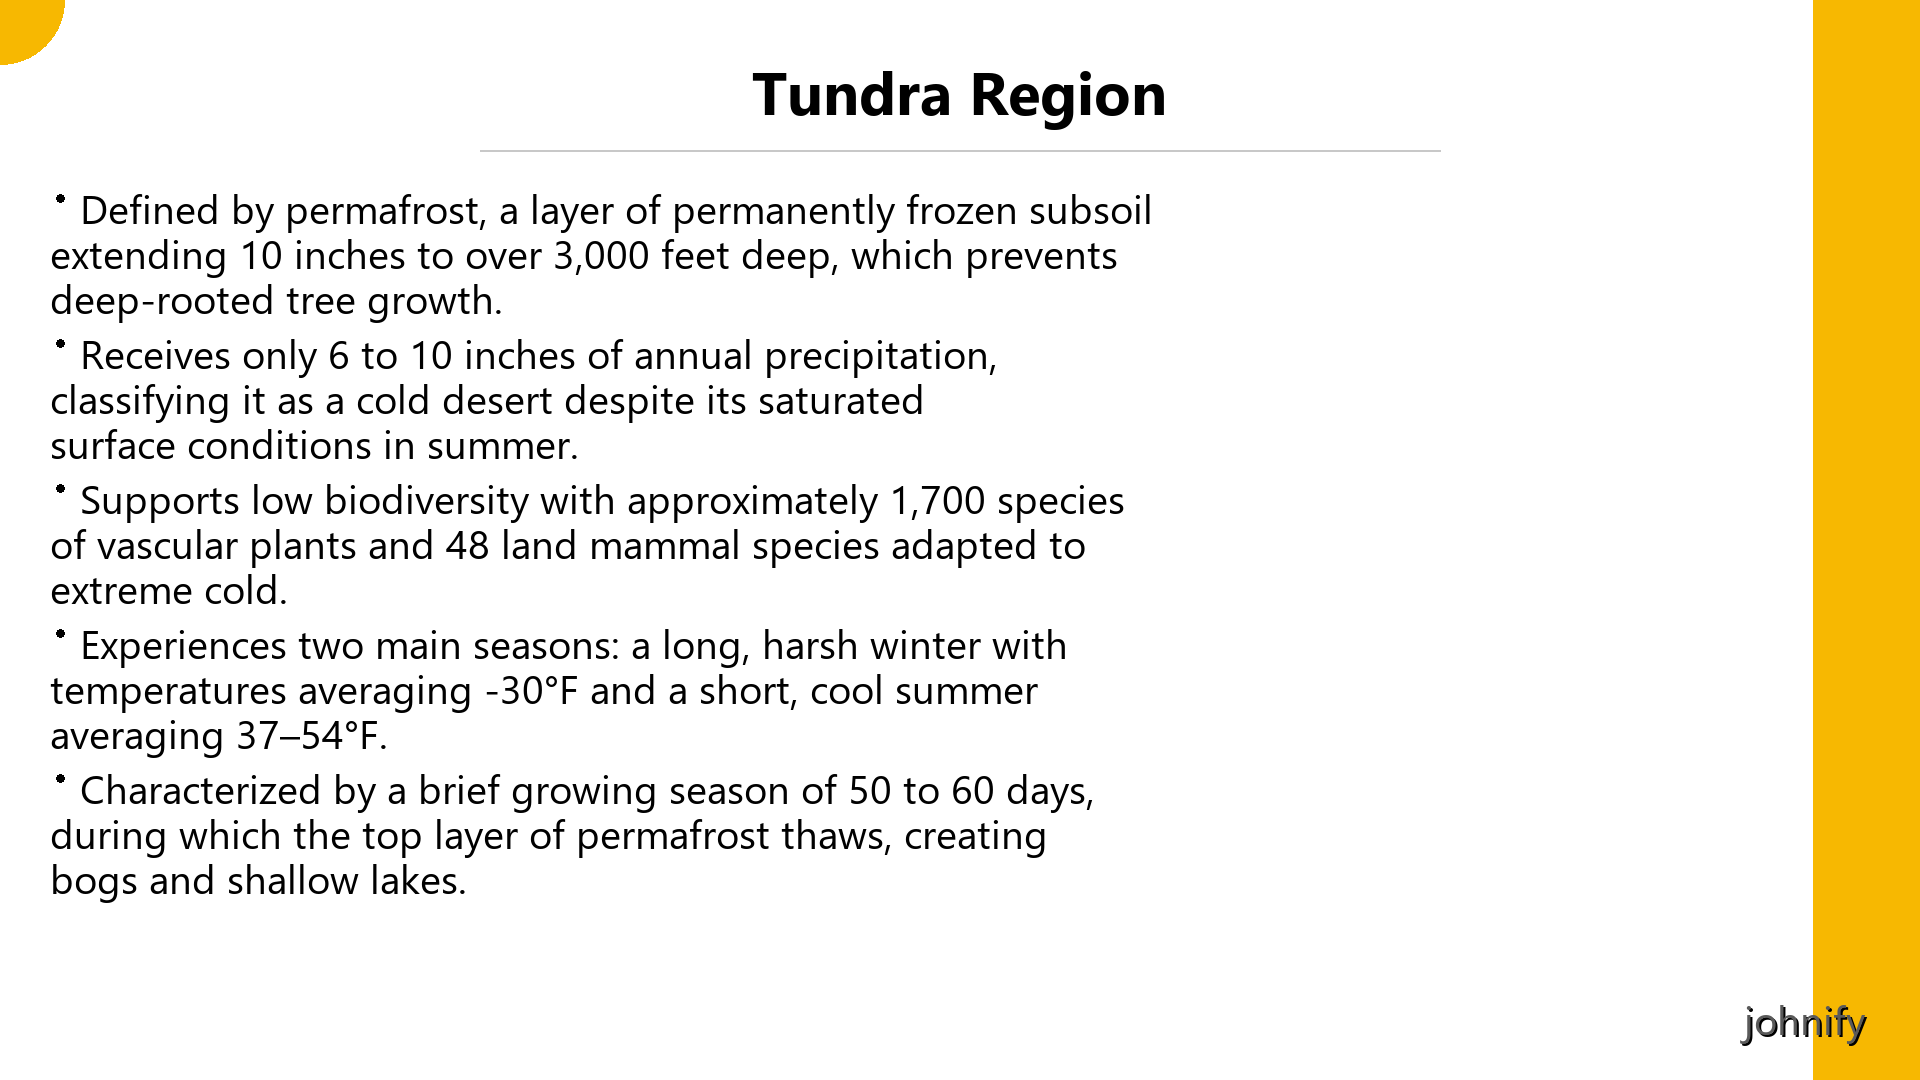 Tundra Region
• Defined by permafrost, a layer of permanently frozen subsoil
extending 10 inches to over 3,000 feet deep, which prevents
deep-rooted tree growth.
• Receives only 6 to 10 inches of annual precipitation,
classifying it as a cold desert despite its saturated
surface conditions in summer.
• Supports low biodiversity with approximately 1,700 species
of vascular plants and 48 land mammal species adapted to
extreme cold.
• Experiences two main seasons: a long, harsh winter with
temperatures averaging -30°F and a short, cool summer
averaging 37–54°F.
• Characterized by a brief growing season of 50 to 60 days,
during which the top layer of permafrost thaws, creating
bogs and shallow lakes.
johnify